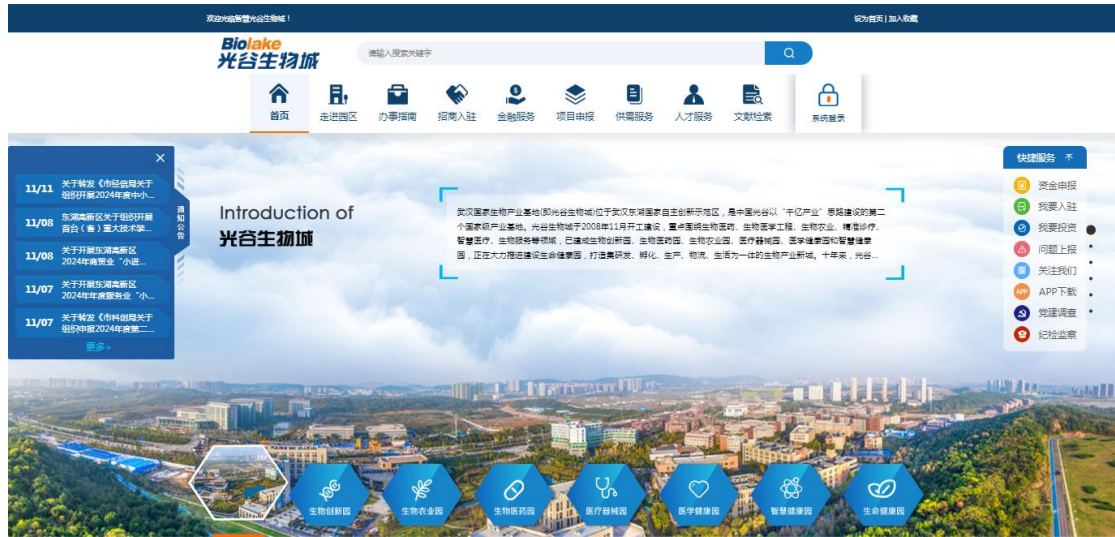 欢迎光临智慧光谷生物城！
设为首页 | 加入收藏
Biolake
光谷生物城
请输入搜索关键字
首页
走进园区
办事指南
招商入驻
金融服务
项目申报
供需服务
人才服务
文献检索
系统登录
11/11 关于转发《市经信局关于
组织开展2024年度中小...
11/08 东湖高新区关于组织开展
首台（套）重大技术装...
11/08 关于开展东湖高新区
2024年商贸业“小进...
11/07 关于开展东湖高新区
2024年年度服务业“小...
11/07 关于转发《市科创局关于
组织申报2024年度第二...
更多>
通知公告
Introduction of
光谷生物城
武汉国家生物产业基地(即光谷生物城)位于武汉东湖国家自主创新示范区，是中国光谷以“千亿产业”思路建设的第二
个国家级产业基地。光谷生物城于2008年11月开工建设，重点围绕生物医药、生物医学工程、生物农业、精准诊疗、
智慧医疗、生物服务等领域，已建成生物创新园、生物医药园、生物农业园、医疗器械园、医学健康园和智慧健康
园，正在大力推进建设生命健康园，打造集研发、孵化、生产、物流、生活为一体的生物产业新城。十年来，光谷...
快捷服务
资金申报
我要入驻
我要投资
问题上报
关注我们
APP APP下载
党建调查
纪检监察
生物创新园
生物农业园
生物医药园
医疗器械园
医学健康园
智慧健康园
生命健康园